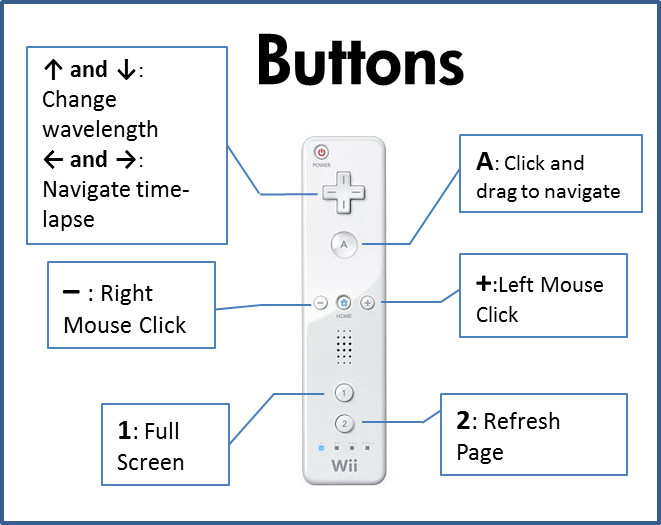 Buttons
↑ and ↓:
Change
wavelength
← and →:
Navigate time-
lapse
A: Click and
drag to navigate
− : Right
Mouse Click
+:Left Mouse
Click
1: Full
Screen
2: Refresh
Page
POWER
A
−
+
HOME
1
2
Wii